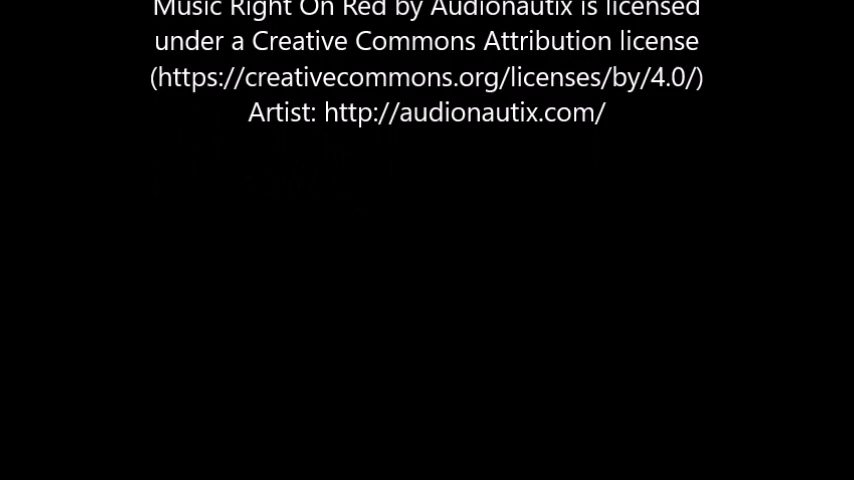 Music Right On Red by Audionautix is licensed
under a Creative Commons Attribution license
(https://creativecommons.org/licenses/by/4.0/)
Artist: http://audionautix.com/